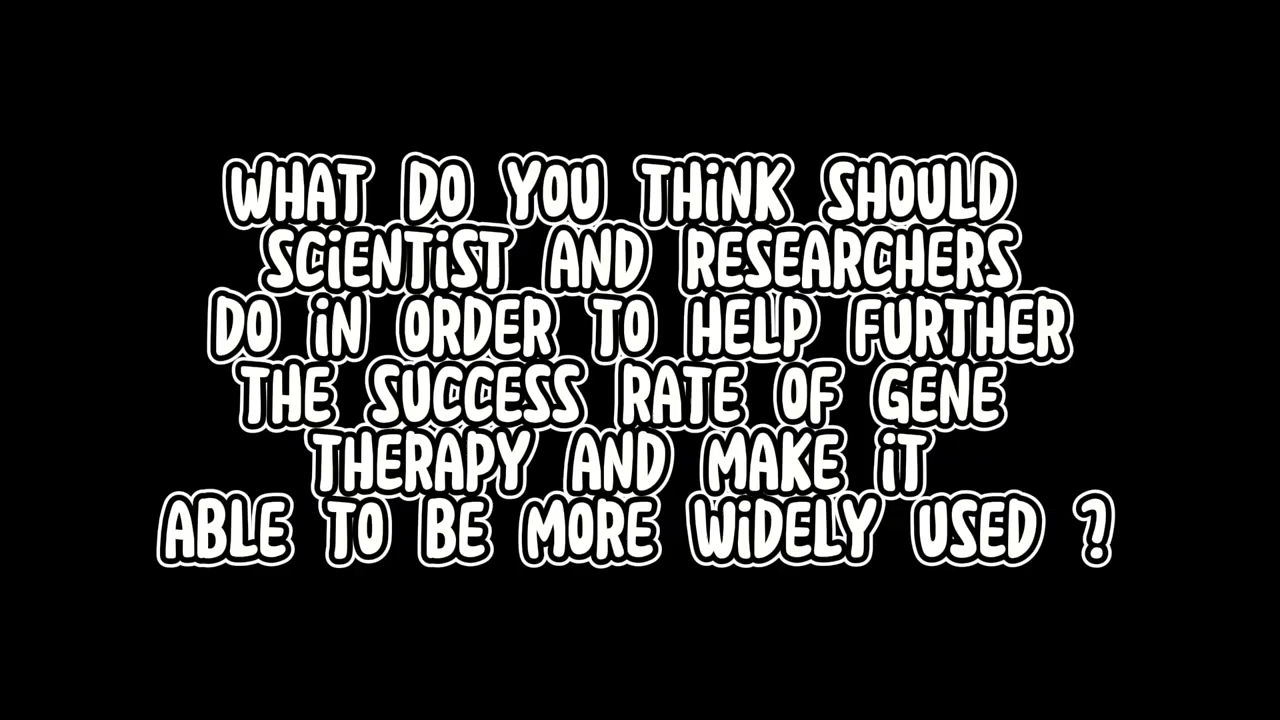 WHAT DO YOU THiNK SHOULD
SCiENTiST AND RESEARCHERS
DO iN ORDER TO HELP FURTHER
THE SUCCESS RATE OF GENE
THERAPY AND MAKE iT
ABLE TO BE MORE WiDELY USED ?